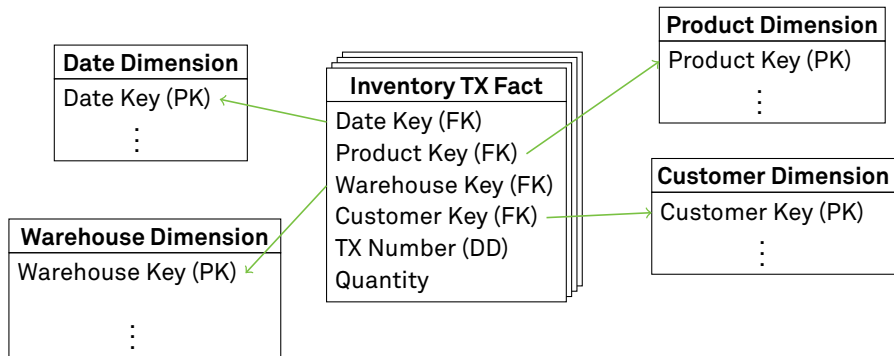 Date Dimension
Date Key (PK)
⋮
Warehouse Dimension
Warehouse Key (PK)
⋮
Inventory TX Fact
Date Key (FK)
Product Key (FK)
Warehouse Key (FK)
Customer Key (FK)
TX Number (DD)
Quantity
Product Dimension
Product Key (PK)
⋮
Customer Dimension
Customer Key (PK)
⋮